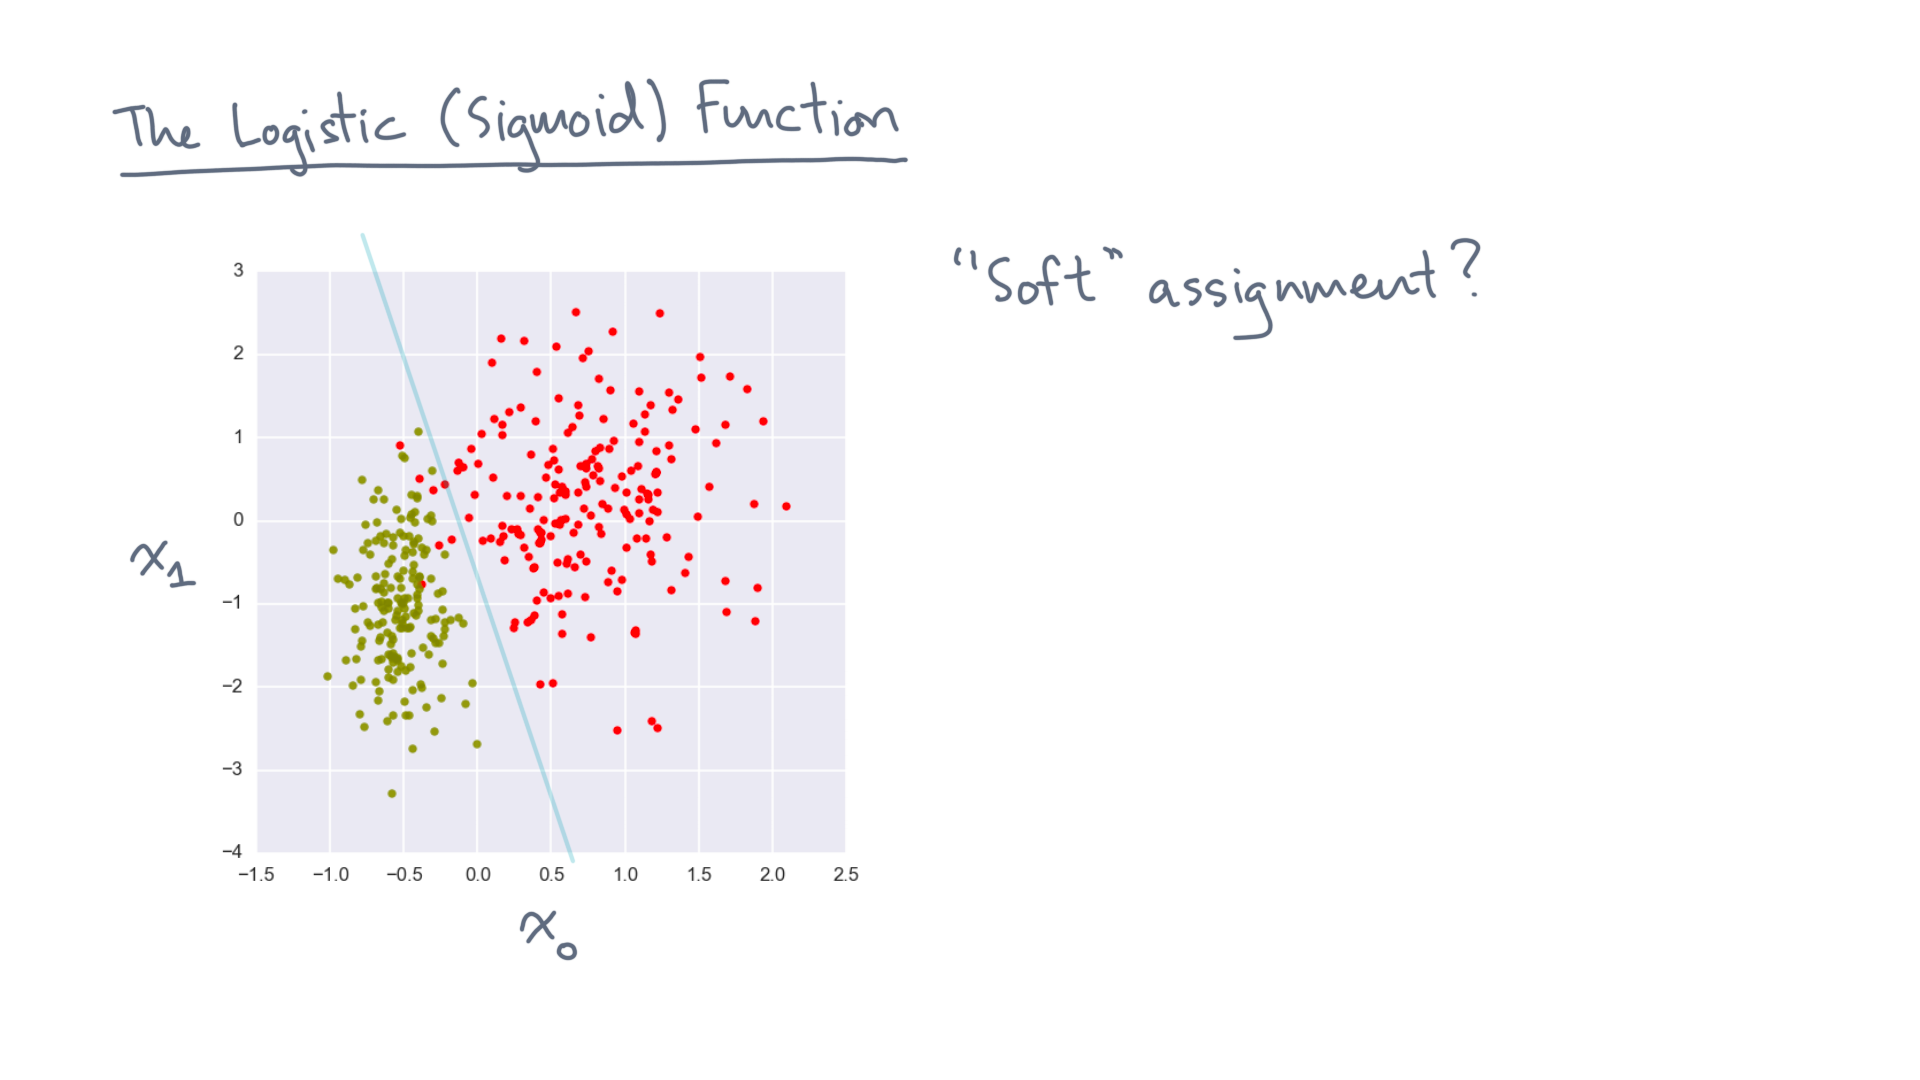 The Logistic (Sigmoid) Function
"Soft" assignment?
3
2
1
0
−1
−2
−3
−4
x₁
−1.5 −1.0 −0.5 0.0 0.5 1.0 1.5 2.0 2.5
x₀